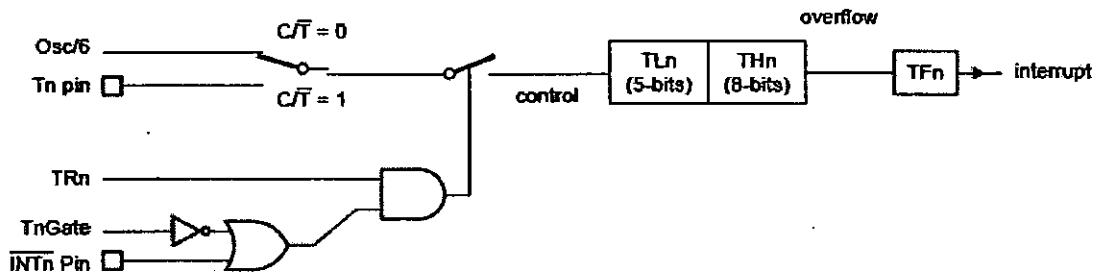 overflow
C/T̅ = 0
Osc/6
Tn pin
C/T̅ = 1
control
TLn
(5-bits)
THn
(8-bits)
TFn
interrupt
TRn
TnGate
I̅N̅T̅n̅ Pin